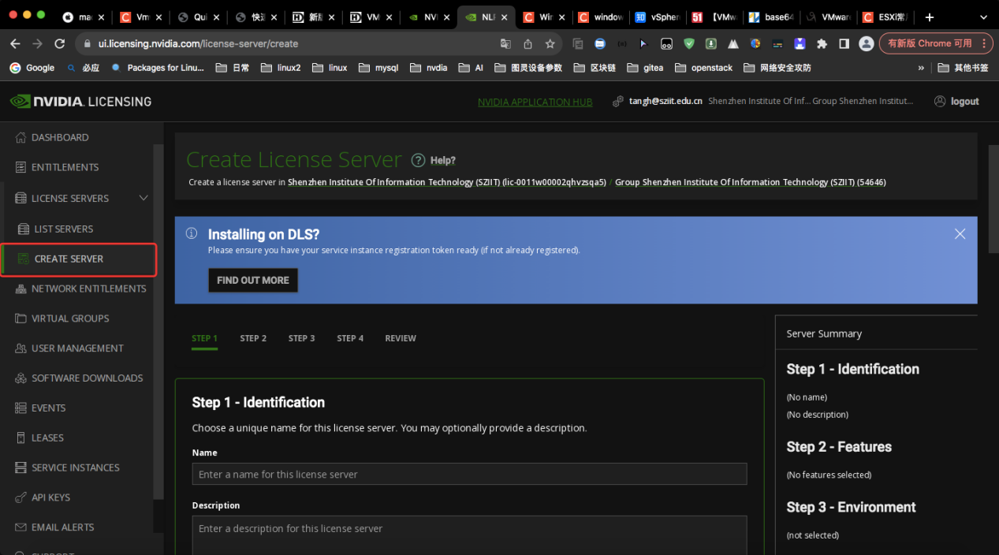 mac
Vm
Qui
快速
新版
VM
NVI
NLP
Win
window
vSphere
【VMw
base64
VMware
ESXi常
ui.licensing.nvidia.com/license-server/create
有新版 Chrome 可用
Google
必应
Packages for Linu...
日常
linux2
linux
mysql
nvdia
AI
图灵设备参数
区块链
gitea
openstack
网络安全攻防
»
其他书签
NVIDIA. LICENSING
NVIDIA APPLICATION HUB
tangh@sziit.edu.cn
Shenzhen Institute Of Inf... Group Shenzhen Institut...
logout
DASHBOARD
ENTITLEMENTS
LICENSE SERVERS
LIST SERVERS
CREATE SERVER
NETWORK ENTITLEMENTS
VIRTUAL GROUPS
USER MANAGEMENT
SOFTWARE DOWNLOADS
EVENTS
LEASES
SERVICE INSTANCES
API KEYS
EMAIL ALERTS
SUPPORT
Create License Server
Help?
Create a license server in Shenzhen Institute Of Information Technology (SZIIT) (lic-0011w00002qhvzsqa5) / Group Shenzhen Institute Of Information Technology (SZIIT) (54646)
Installing on DLS?
Please ensure you have your service instance registration token ready (if not already registered).
FIND OUT MORE
STEP 1
STEP 2
STEP 3
STEP 4
REVIEW
Step 1 - Identification
Choose a unique name for this license server. You may optionally provide a description.
Name
Enter a name for this license server
Description
Enter a description for this license server
Server Summary
Step 1 - Identification
(No name)
(No description)
Step 2 - Features
(No features selected)
Step 3 - Environment
(not selected)